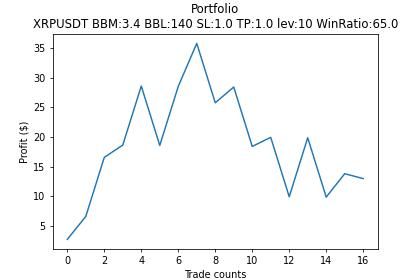 Portfolio
XRPUSDT BBM:3.4 BBL:140 SL:1.0 TP:1.0 lev:10 WinRatio:65.0
35
30
25
20
15
10
5
Profit ($)
0 2 4 6 8 10 12 14 16
Trade counts